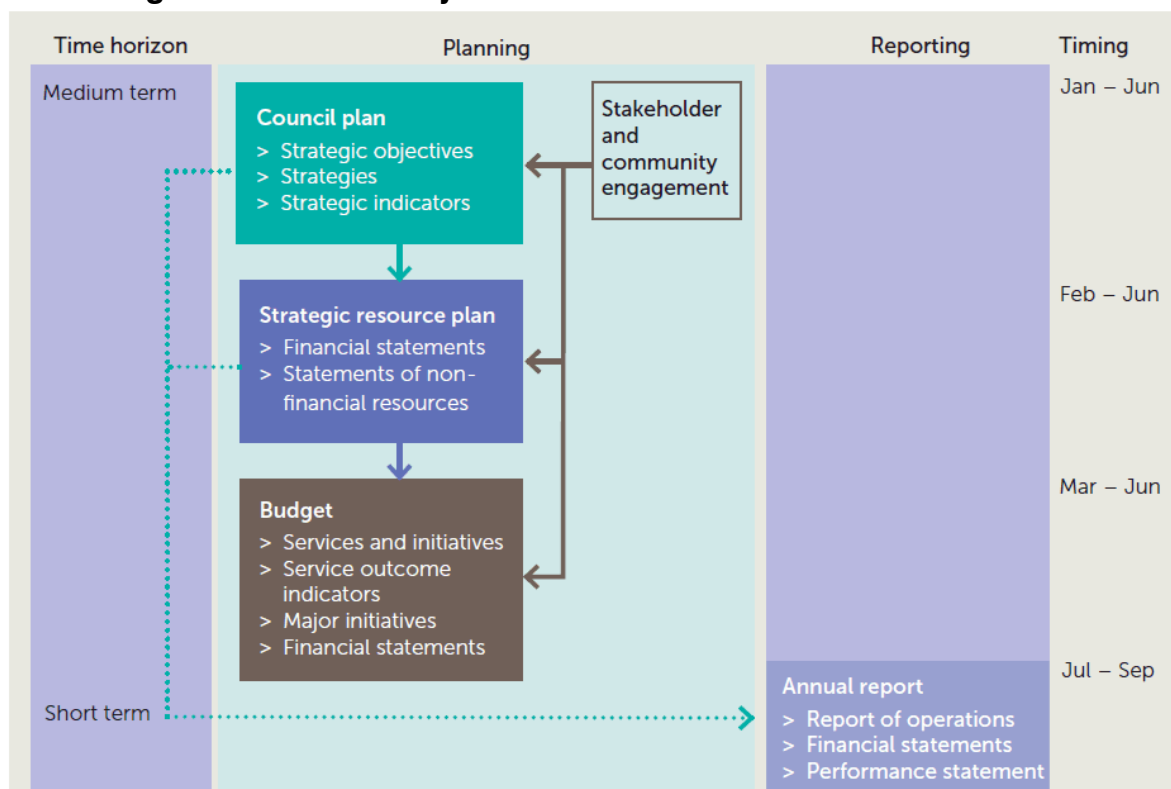 Time horizon
Planning
Reporting
Timing
Medium term
Jan – Jun
Council plan
> Strategic objectives
> Strategies
> Strategic indicators
Stakeholder
and
community
engagement
Feb – Jun
Strategic resource plan
> Financial statements
> Statements of non-
financial resources
Mar – Jun
Budget
> Services and initiatives
> Service outcome
indicators
> Major initiatives
> Financial statements
Jul – Sep
Short term
Annual report
> Report of operations
> Financial statements
> Performance statement